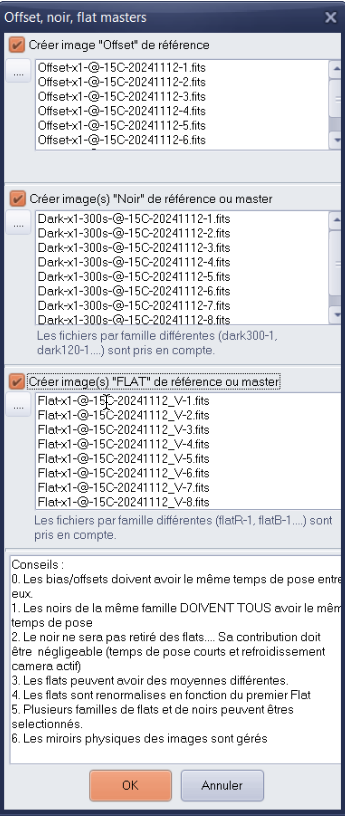 Offset, noir, flat masters
Créer image "Offset" de référence
....
Offset-x1-@-15C-20241112-1.fits
Offset-x1-@-15C-20241112-2.fits
Offset-x1-@-15C-20241112-3.fits
Offset-x1-@-15C-20241112-4.fits
Offset-x1-@-15C-20241112-5.fits
Offset-x1-@-15C-20241112-6.fits
Créer image(s) "Noir" de référence ou master
....
Dark-x1-300s-@-15C-20241112-1.fits
Dark-x1-300s-@-15C-20241112-2.fits
Dark-x1-300s-@-15C-20241112-3.fits
Dark-x1-300s-@-15C-20241112-4.fits
Dark-x1-300s-@-15C-20241112-5.fits
Dark-x1-300s-@-15C-20241112-6.fits
Dark-x1-300s-@-15C-20241112-7.fits
Dark-x1-300s-@-15C-20241112-8.fits
Les fichiers par famille différentes (dark300-1,
dark120-1....) sont pris en compte.
Créer image(s) "FLAT" de référence ou master
....
Flat-x1-@-15C-20241112_V-1.fits
Flat-x1-@-15C-20241112_V-2.fits
Flat-x1-@-15C-20241112_V-3.fits
Flat-x1-@-15C-20241112_V-4.fits
Flat-x1-@-15C-20241112_V-5.fits
Flat-x1-@-15C-20241112_V-6.fits
Flat-x1-@-15C-20241112_V-7.fits
Flat-x1-@-15C-20241112_V-8.fits
Les fichiers par famille différentes (flatR-1, flatB-1....) sont
pris en compte.
Conseils :
0. Les bias/offsets doivent avoir le même temps de pose entre
eux.
1. Les noirs de la même famille DOIVENT TOUS avoir le mêm
temps de pose
2. Le noir ne sera pas retiré des flats.... Sa contribution doit
être négligeable (temps de pose courts et refroidissement
camera actif)
3. Les flats peuvent avoir des moyennes différentes.
4. Les flats sont renormalises en fonction du premier Flat
5. Plusieurs familles de flats et de noirs peuvent êtres
selectionnés.
6. Les miroirs physiques des images sont gérés
OK
Annuler